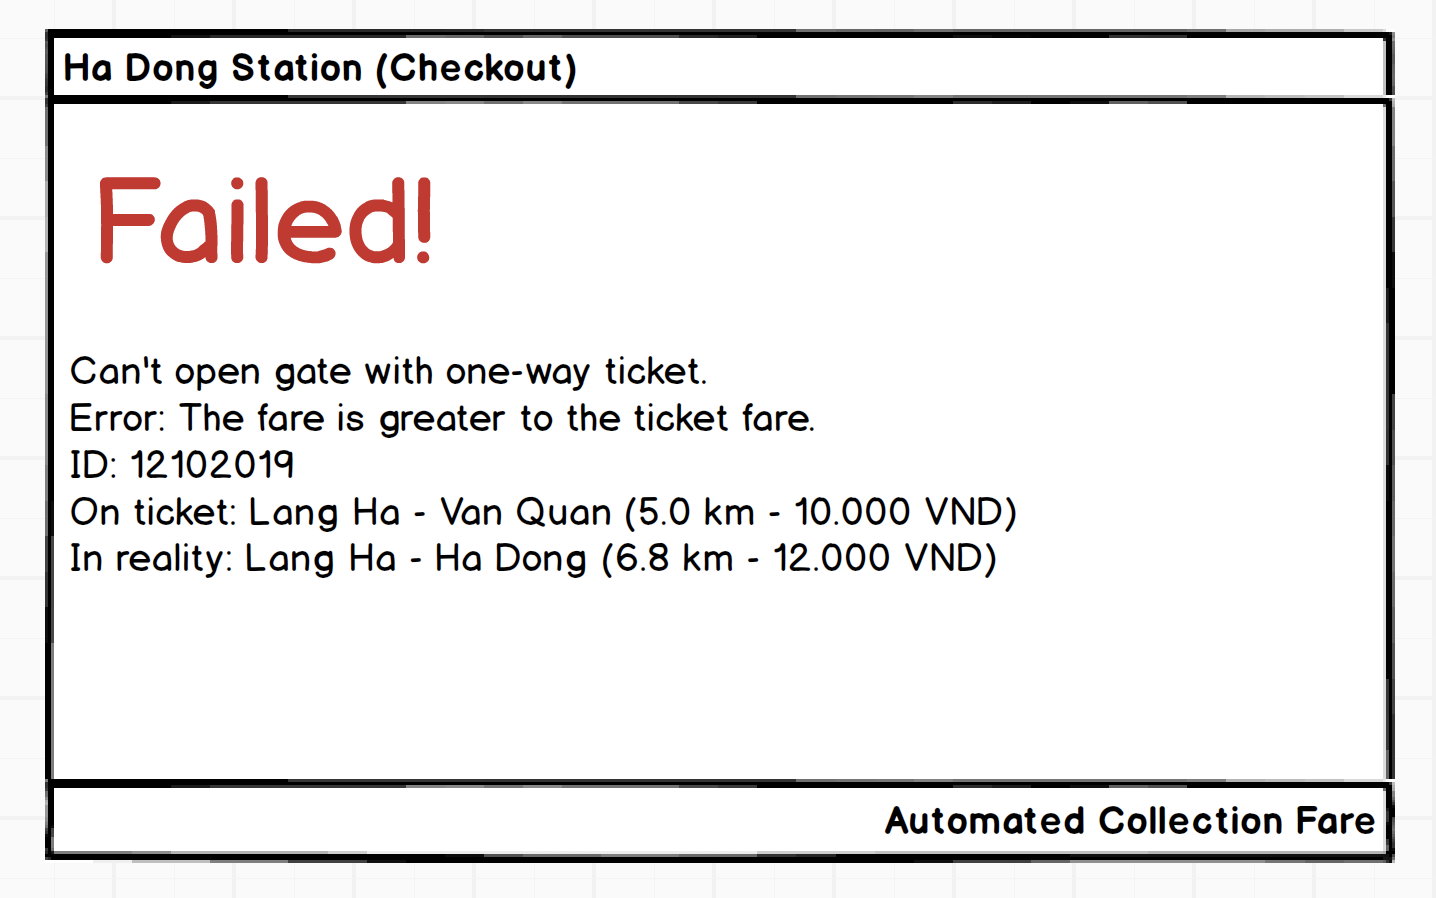 Ha Dong Station (Checkout)
Failed!
Can't open gate with one-way ticket.
Error: The fare is greater to the ticket fare.
ID: 12102019
On ticket: Lang Ha - Van Quan (5.0 km - 10.000 VND)
In reality: Lang Ha - Ha Dong (6.8 km - 12.000 VND)
Automated Collection Fare